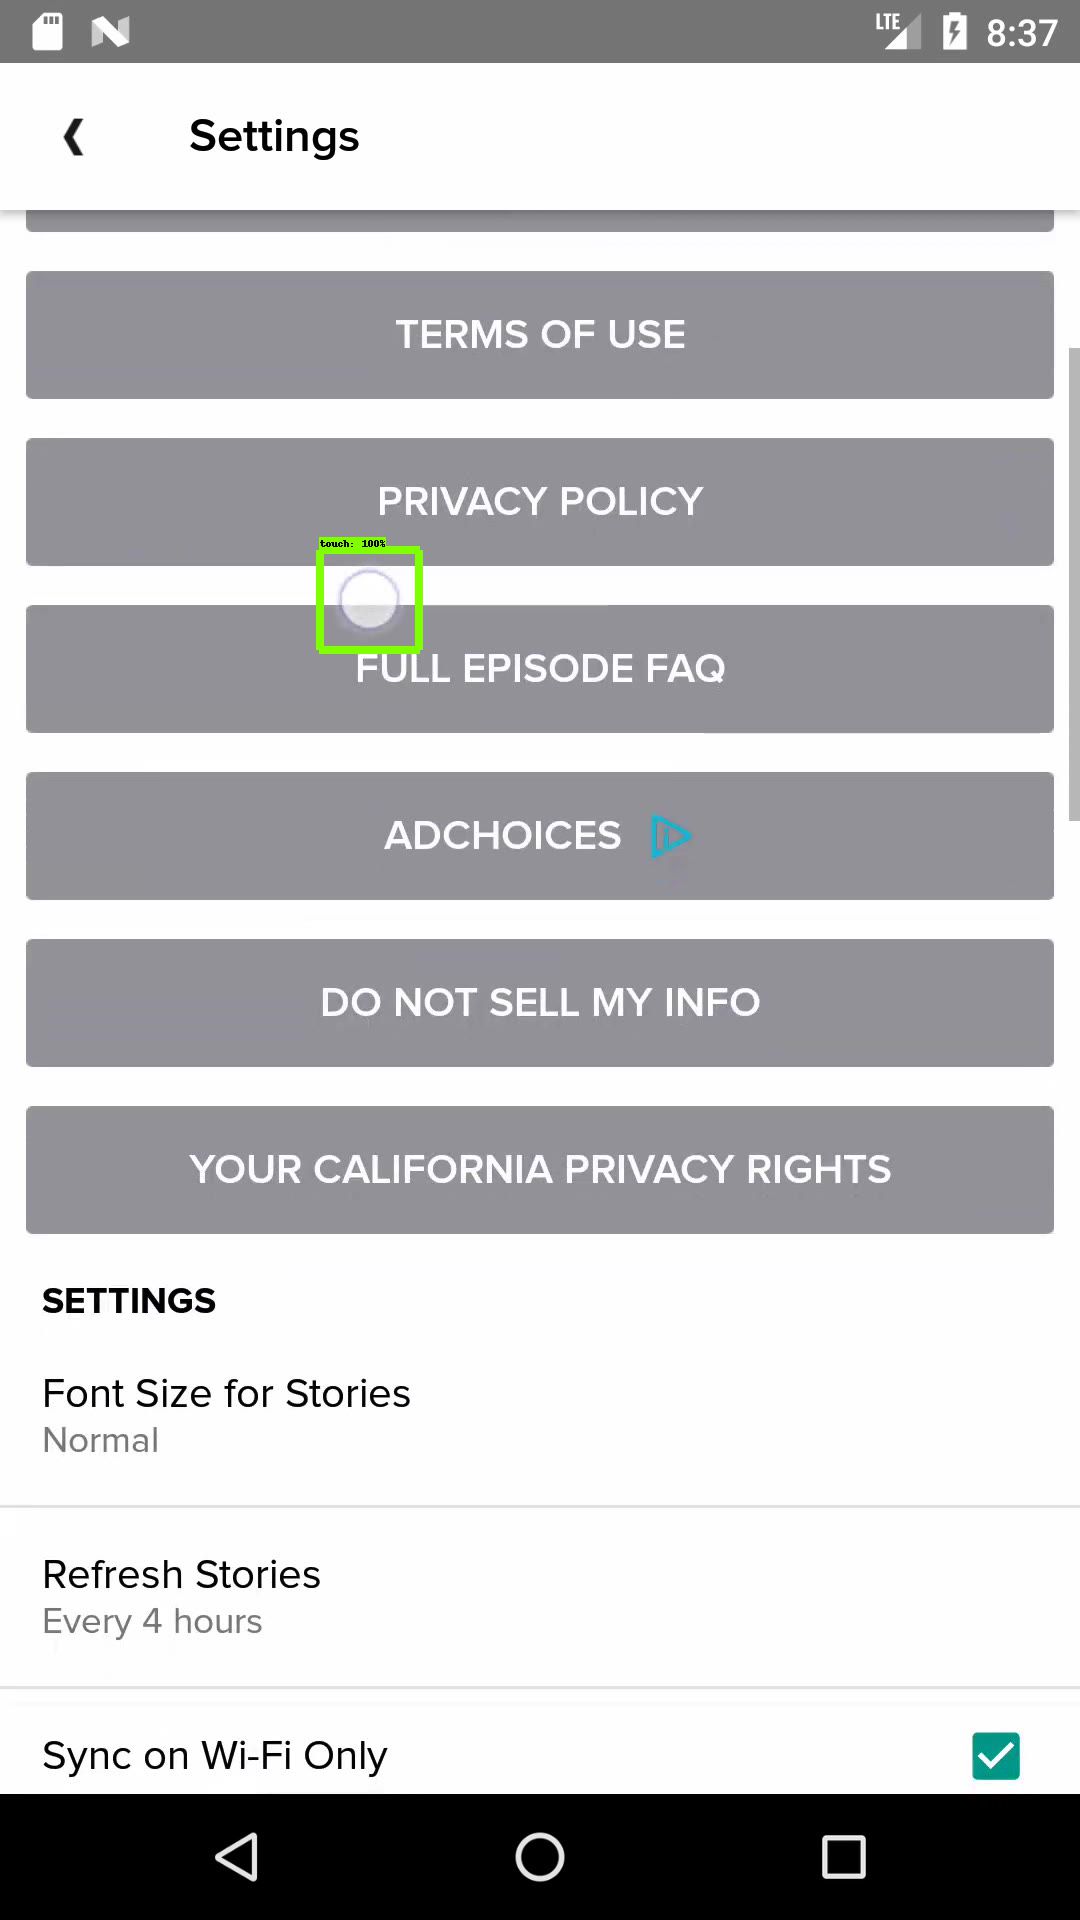 LTE 8:37
Settings
TERMS OF USE
PRIVACY POLICY
touch: 100%
FULL EPISODE FAQ
ADCHOICES
DO NOT SELL MY INFO
YOUR CALIFORNIA PRIVACY RIGHTS
SETTINGS
Font Size for Stories
Normal
Refresh Stories
Every 4 hours
Sync on Wi-Fi Only